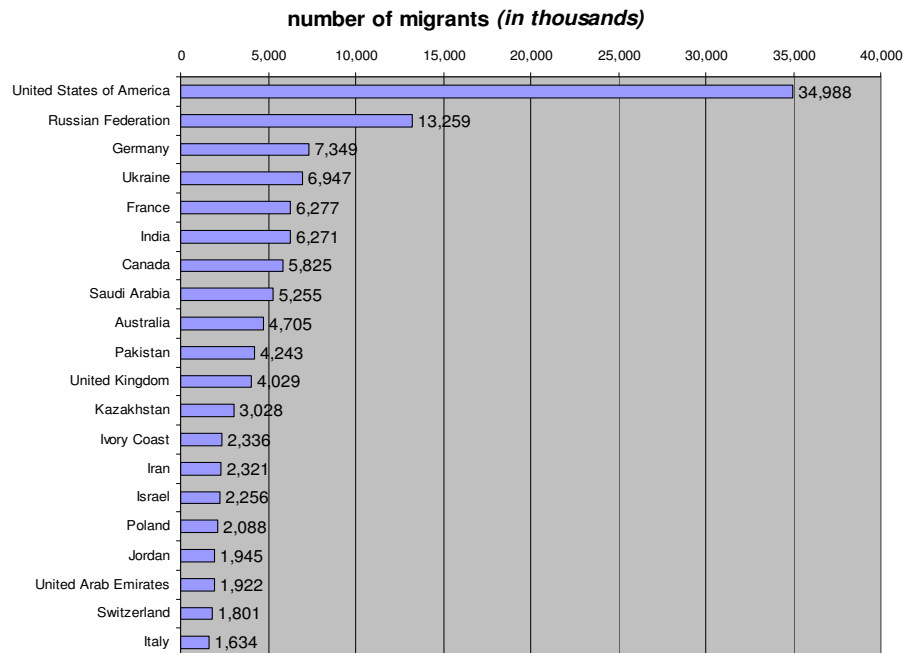 number of migrants (in thousands)
0 5,000 10,000 15,000 20,000 25,000 30,000 35,000 40,000
United States of America 34,988
Russian Federation 13,259
Germany 7,349
Ukraine 6,947
France 6,277
India 6,271
Canada 5,825
Saudi Arabia 5,255
Australia 4,705
Pakistan 4,243
United Kingdom 4,029
Kazakhstan 3,028
Ivory Coast 2,336
Iran 2,321
Israel 2,256
Poland 2,088
Jordan 1,945
United Arab Emirates 1,922
Switzerland 1,801
Italy 1,634